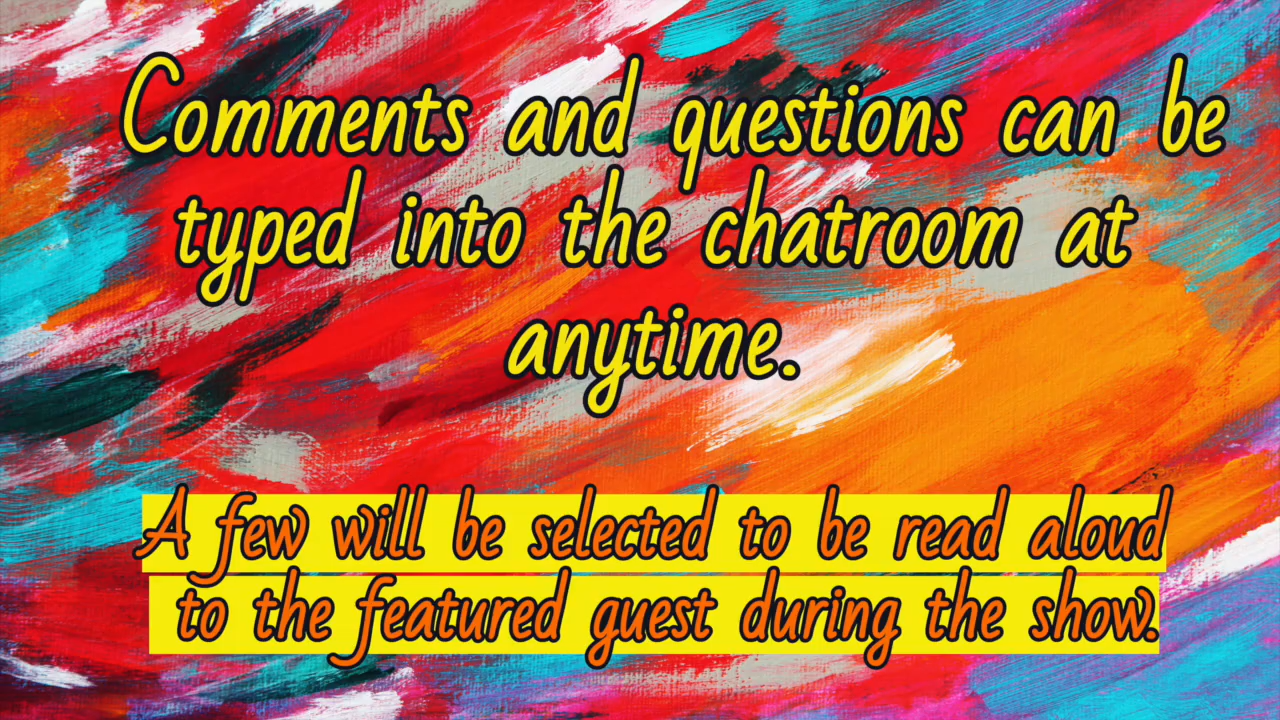 Comments and questions can be
typed into the chatroom at
anytime.
A few will be selected to be read aloud
to the featured guest during the show.